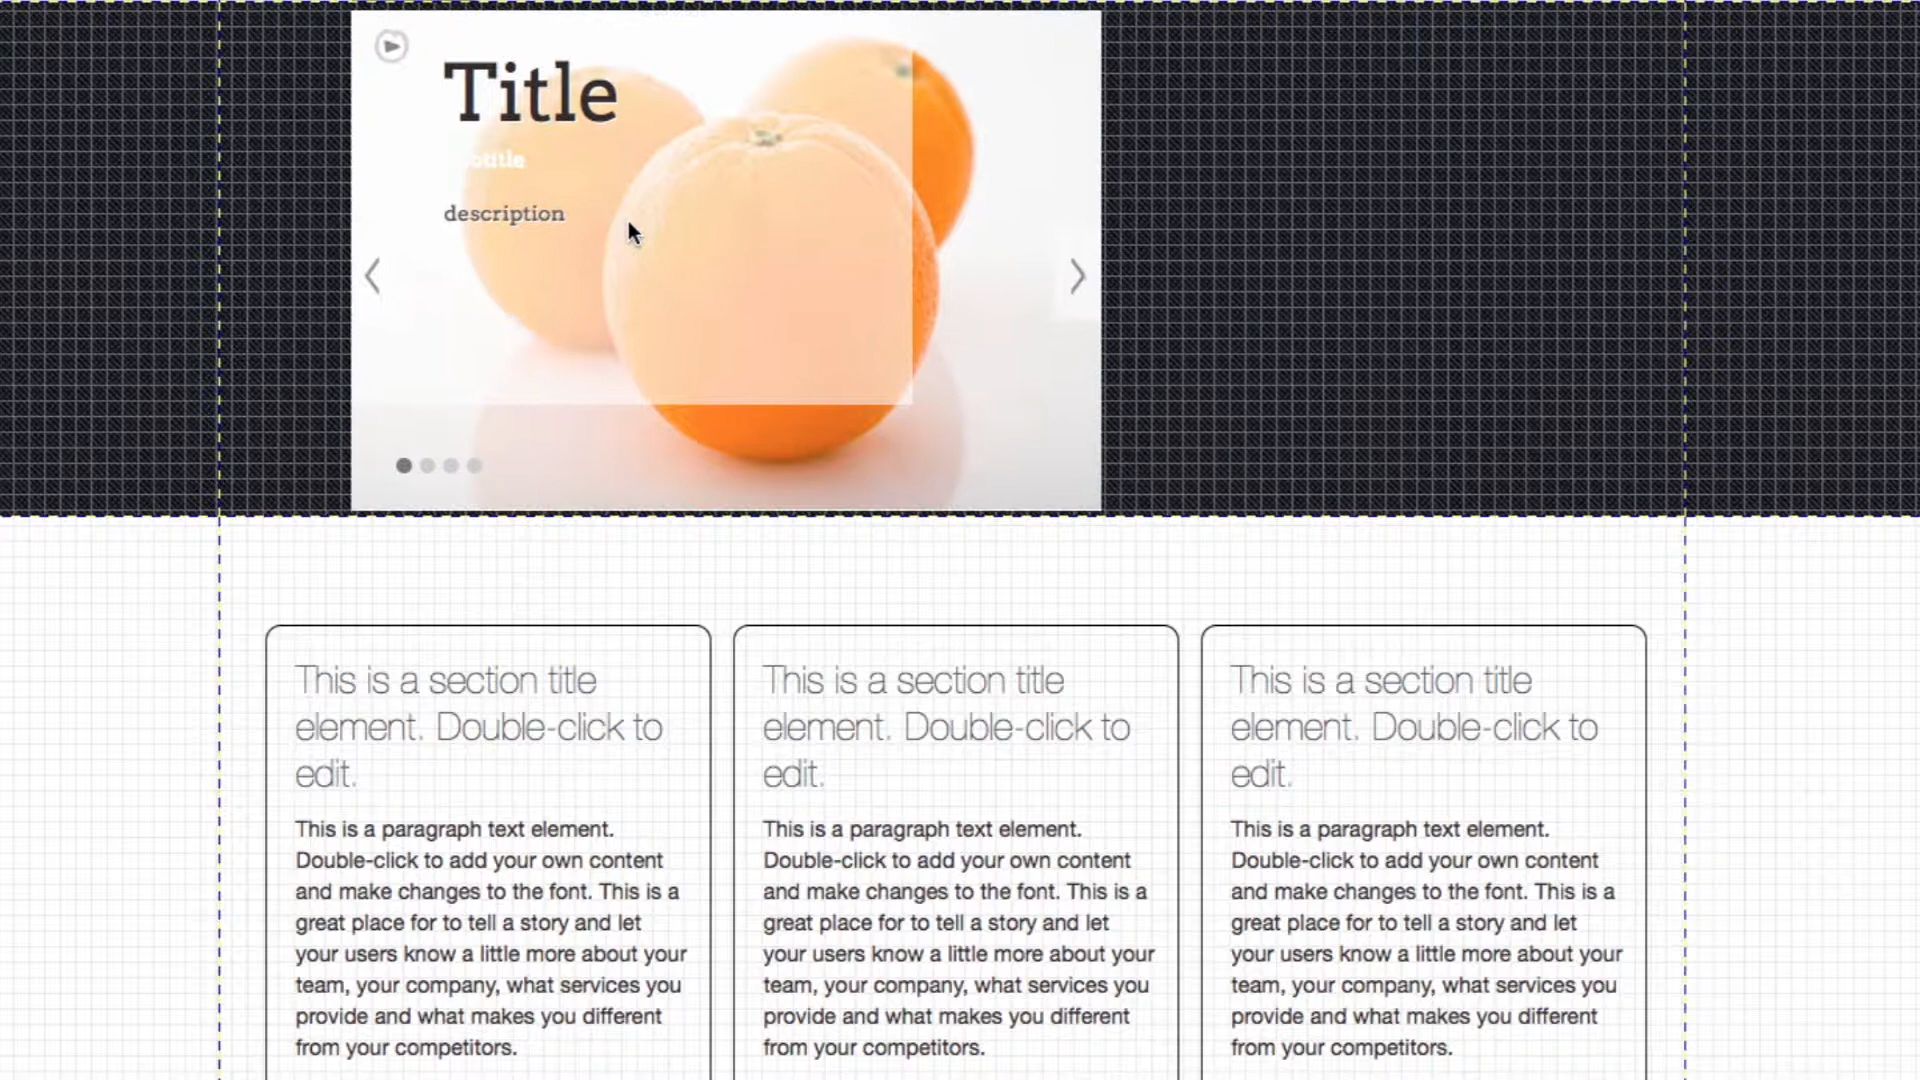 Title
description
This is a section title
element. Double-click to
edit.
This is a paragraph text element.
Double-click to add your own content
and make changes to the font. This is a
great place for to tell a story and let
your users know a little more about your
team, your company, what services you
provide and what makes you different
from your competitors.
This is a section title
element. Double-click to
edit.
This is a paragraph text element.
Double-click to add your own content
and make changes to the font. This is a
great place for to tell a story and let
your users know a little more about your
team, your company, what services you
provide and what makes you different
from your competitors.
This is a section title
element. Double-click to
edit.
This is a paragraph text element.
Double-click to add your own content
and make changes to the font. This is a
great place for to tell a story and let
your users know a little more about your
team, your company, what services you
provide and what makes you different
from your competitors.